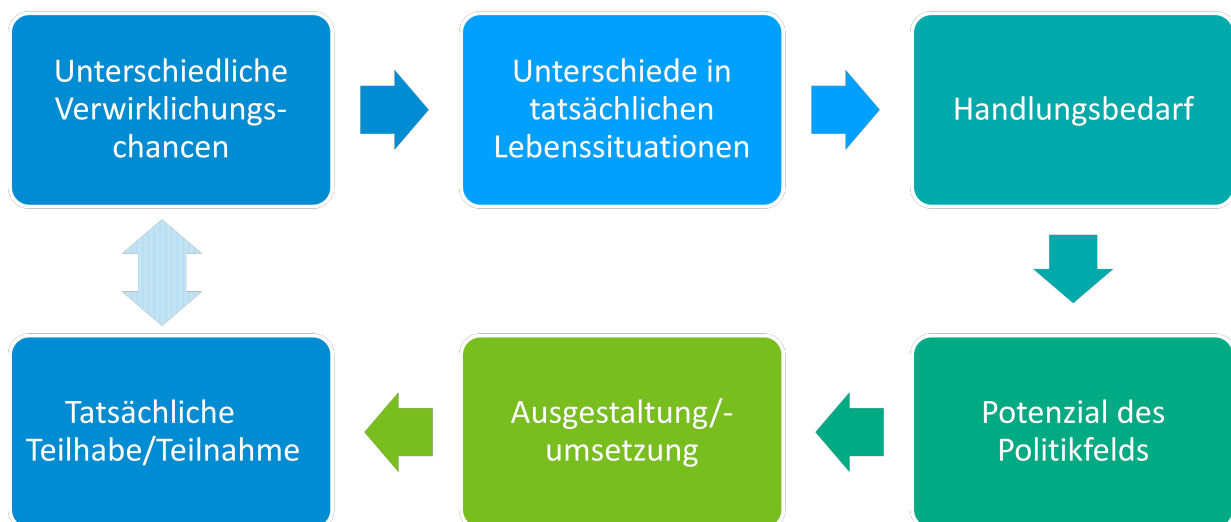 Unterschiedliche
Verwirklichungs-
chancen
Unterschiede in
tatsächlichen
Lebenssituationen
Handlungsbedarf
Tatsächliche
Teilhabe/Teilnahme
Ausgestaltung/-
umsetzung
Potenzial des
Politikfelds